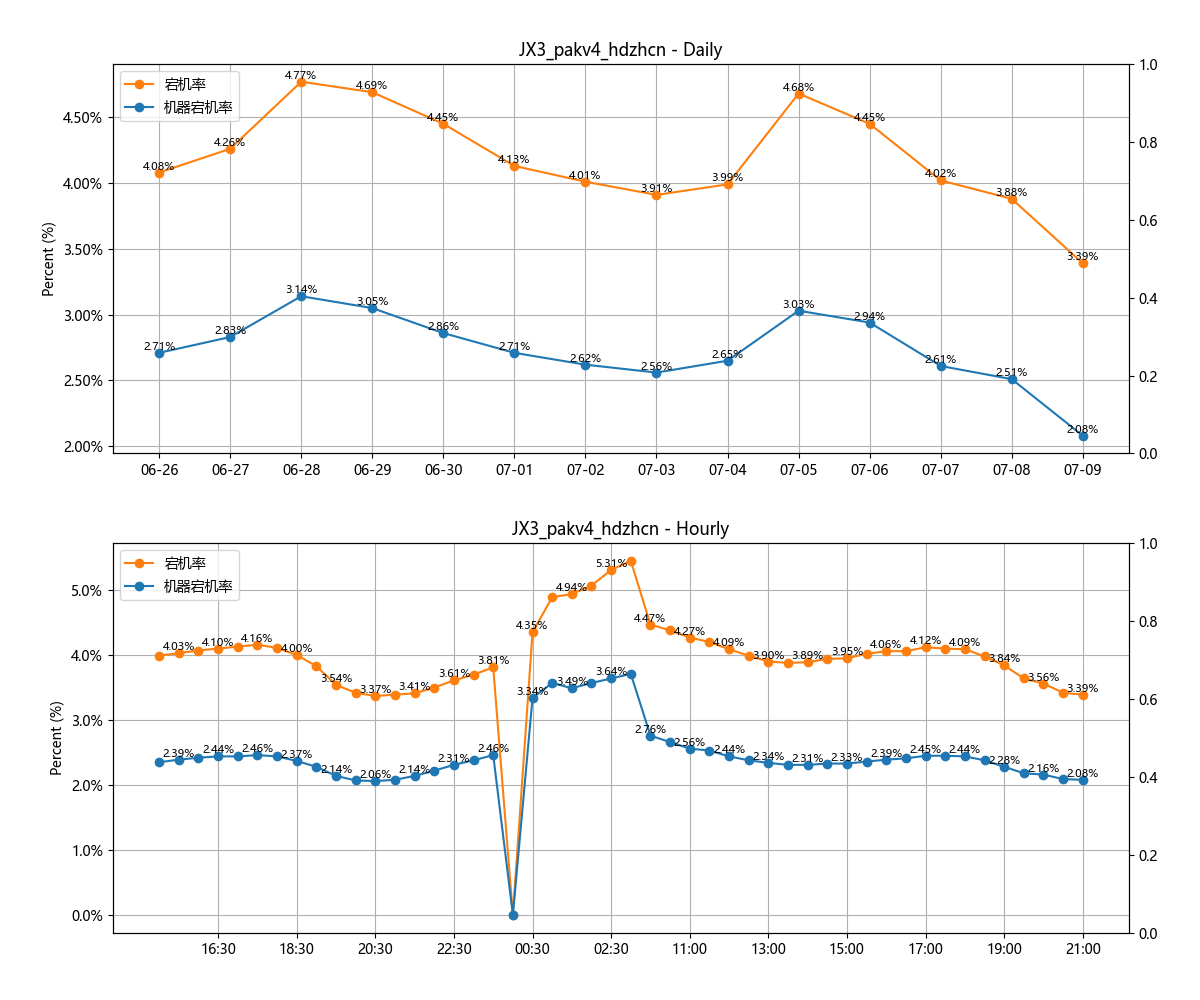 JX3_pakv4_hdzhcn - Daily
宕机率
机器宕机率
Percent (%)
4.50%
4.00%
3.50%
3.00%
2.50%
2.00%
1.0
0.8
0.6
0.4
0.2
0.0
4.08% 4.26% 4.77% 4.69% 4.45% 4.13% 4.01% 3.91% 3.99% 4.68% 4.45% 4.02% 3.88% 3.39%
2.71% 2.83% 3.14% 3.05% 2.86% 2.71% 2.62% 2.56% 2.65% 3.03% 2.94% 2.61% 2.51% 2.08%
06-26 06-27 06-28 06-29 06-30 07-01 07-02 07-03 07-04 07-05 07-06 07-07 07-08 07-09
JX3_pakv4_hdzhcn - Hourly
宕机率
机器宕机率
Percent (%)
5.0%
4.0%
3.0%
2.0%
1.0%
0.0%
1.0
0.8
0.6
0.4
0.2
0.0
4.03% 4.10% 4.16% 4.00% 3.54% 3.37% 3.41% 3.61% 3.81% 4.35% 4.94% 5.31% 4.47% 4.27% 4.09% 3.90% 3.89% 3.95% 4.06% 4.12% 4.09% 3.84% 3.56% 3.39%
2.39% 2.44% 2.46% 2.37% 2.14% 2.06% 2.14% 2.31% 2.46% 3.34% 3.49% 3.64% 2.76% 2.56% 2.44% 2.34% 2.31% 2.33% 2.39% 2.45% 2.44% 2.28% 2.16% 2.08%
16:30 18:30 20:30 22:30 00:30 02:30 11:00 13:00 15:00 17:00 19:00 21:00